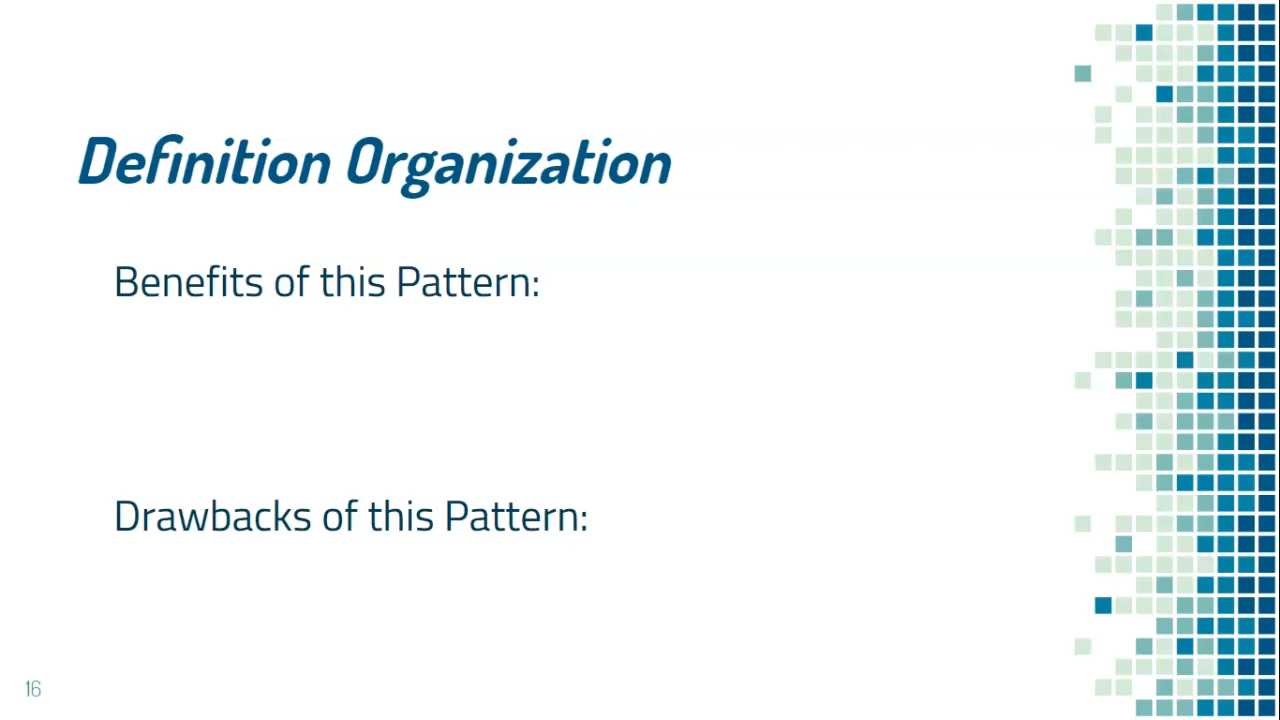 Definition Organization
Benefits of this Pattern:
Drawbacks of this Pattern:
16